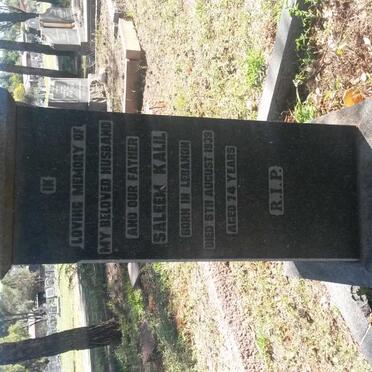 IN
LOVING MEMORY OF
MY BELOVED HUSBAND
AND OUR FATHER
SALEEM KALIL
BORN IN LEBANON
DIED 6TH AUGUST 1938
AGED 74 YEARS
R.I.P.